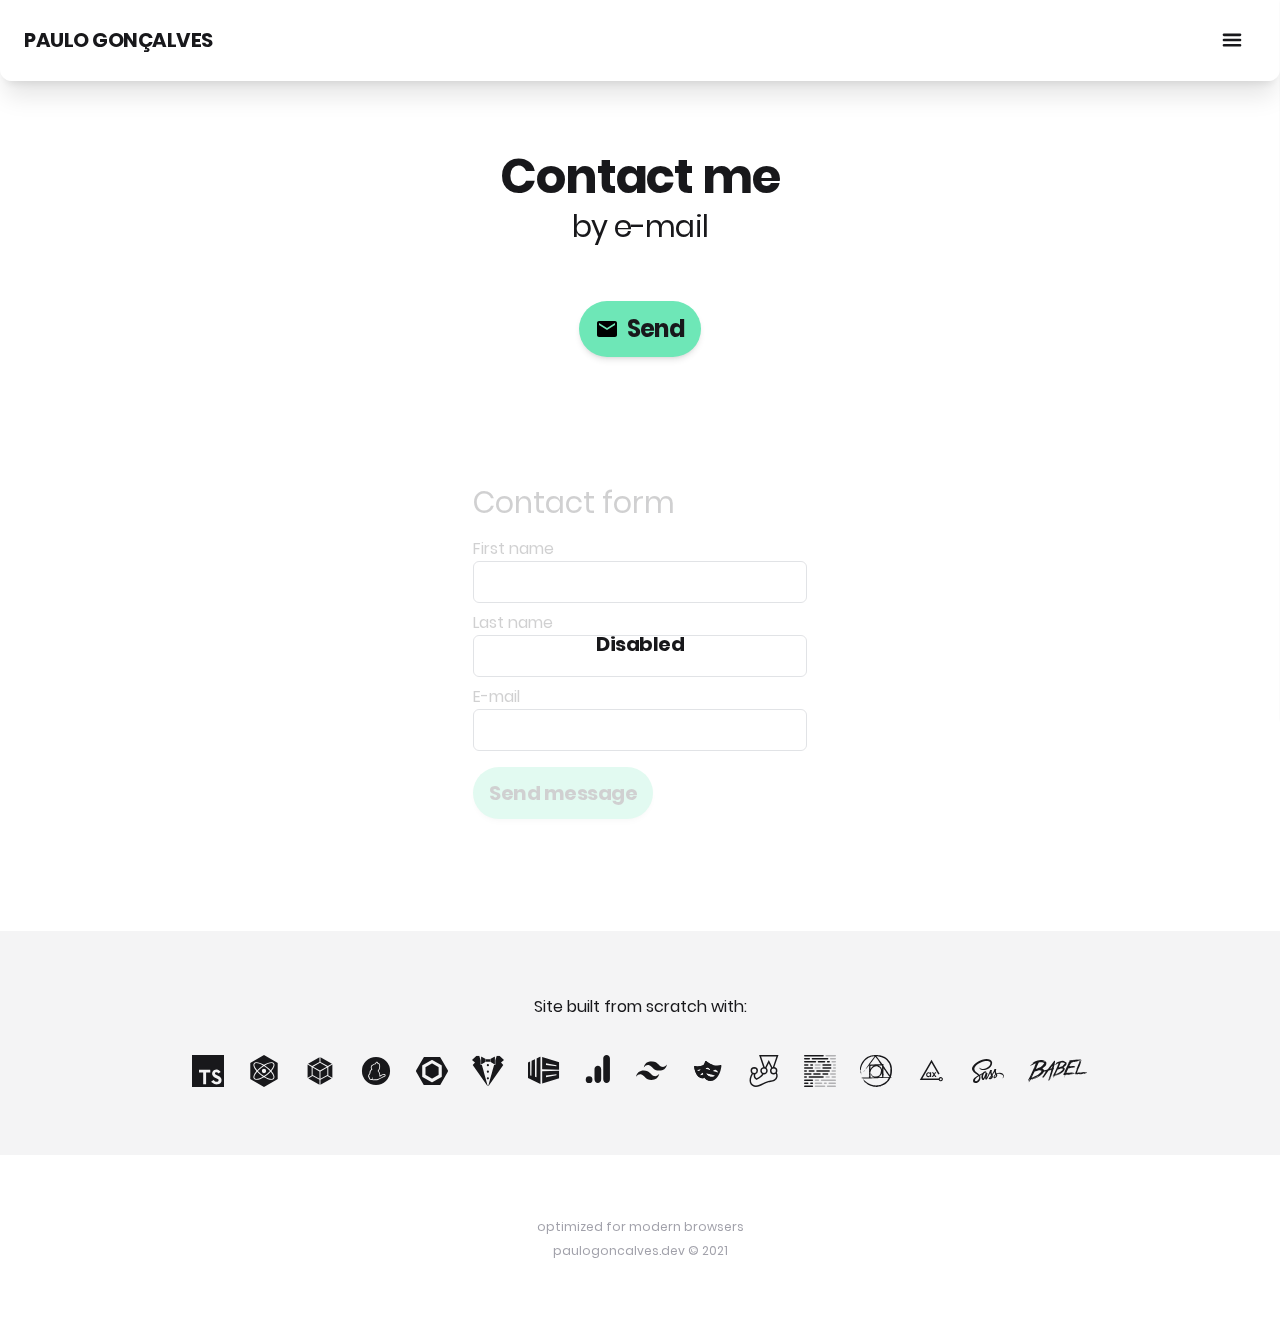 PAULO GONÇALVES
Contact me
by e-mail
Send
Contact form
First name
Last name
Disabled
E-mail
Send message
Site built from scratch with:
TS
ax
Sass
BABEL
optimized for modern browsers
paulogoncalves.dev © 2021